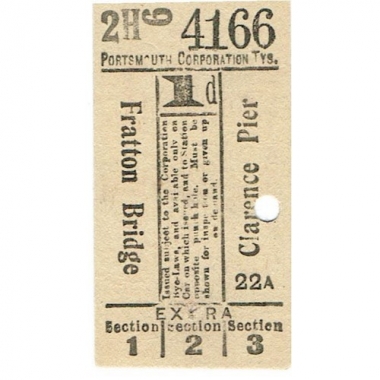 2H6 4166
PORTSMOUTH CORPORATION TYS.
1d
Fratton Bridge
Issued subject to the Corporation
Bye-Laws, and available only on
Car on which issued, and to Station
opposite punch hole. Must be
shown for inspection or given up
on demand.
Clarence Pier
22A
EXTRA
Section Section Section
1 2 3